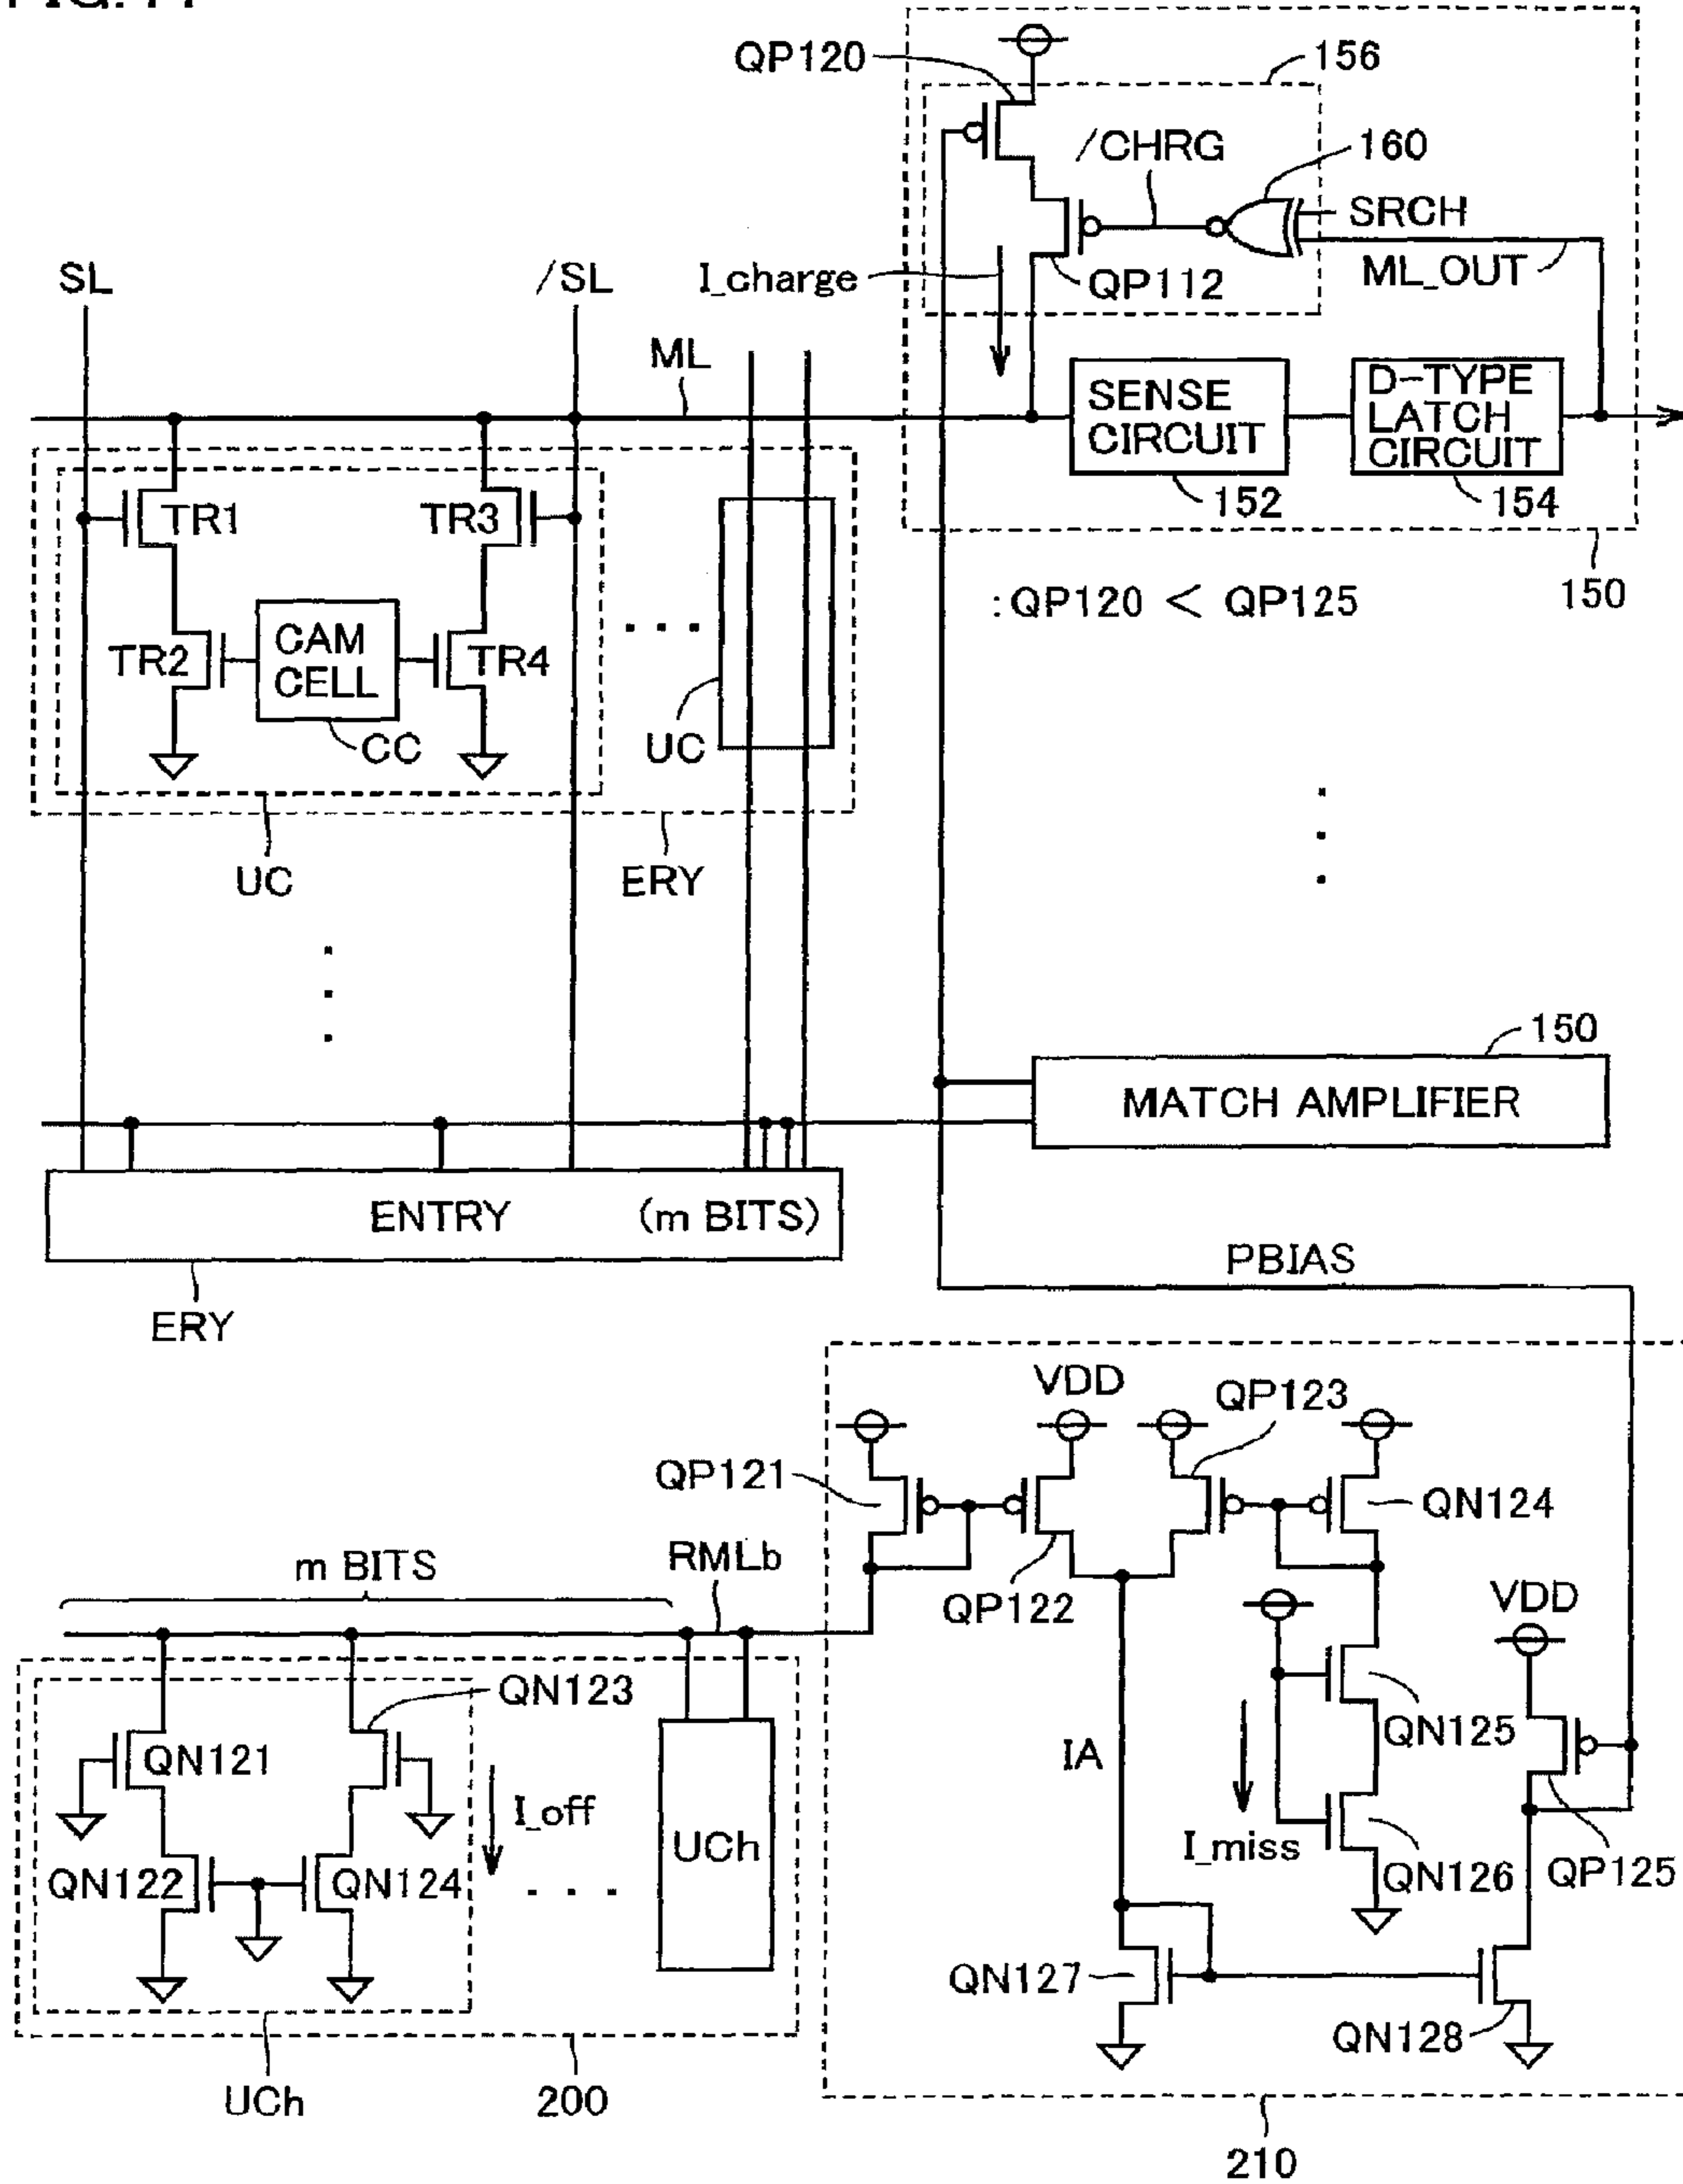 QP120
156
/CHRG
160
SRCH
ML_OUT
I_charge
QP112
SL
/SL
ML
SENSE
CIRCUIT
152
D-TYPE
LATCH
CIRCUIT
154
150
:QP120 < QP125
TR1
TR3
TR2
CAM
CELL
TR4
CC
UC
UC
ERY
...
150
MATCH AMPLIFIER
ENTRY (m BITS)
ERY
PBIAS
VDD
QP123
QP121
QN124
QP122
VDD
m BITS
RMLb
QN123
QN121
I_off
QN122
QN124
UCh
...
UCh
200
IA
I_miss
QN125
QN126
QP125
QN127
QN128
210